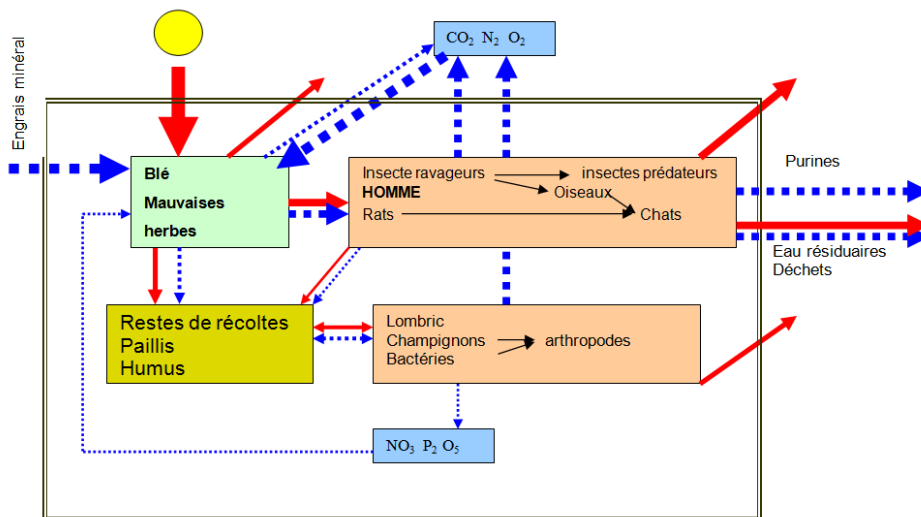 CO2 N2 O2
Engrais minéral
Blé
Mauvaises
herbes
Insecte ravageurs insectes prédateurs
HOMME Oiseaux
Rats Chats
Purines
Eau résiduaires
Déchets
Restes de récoltes
Paillis
Humus
Lombric
Champignons arthropodes
Bactéries
NO3 P2 O5